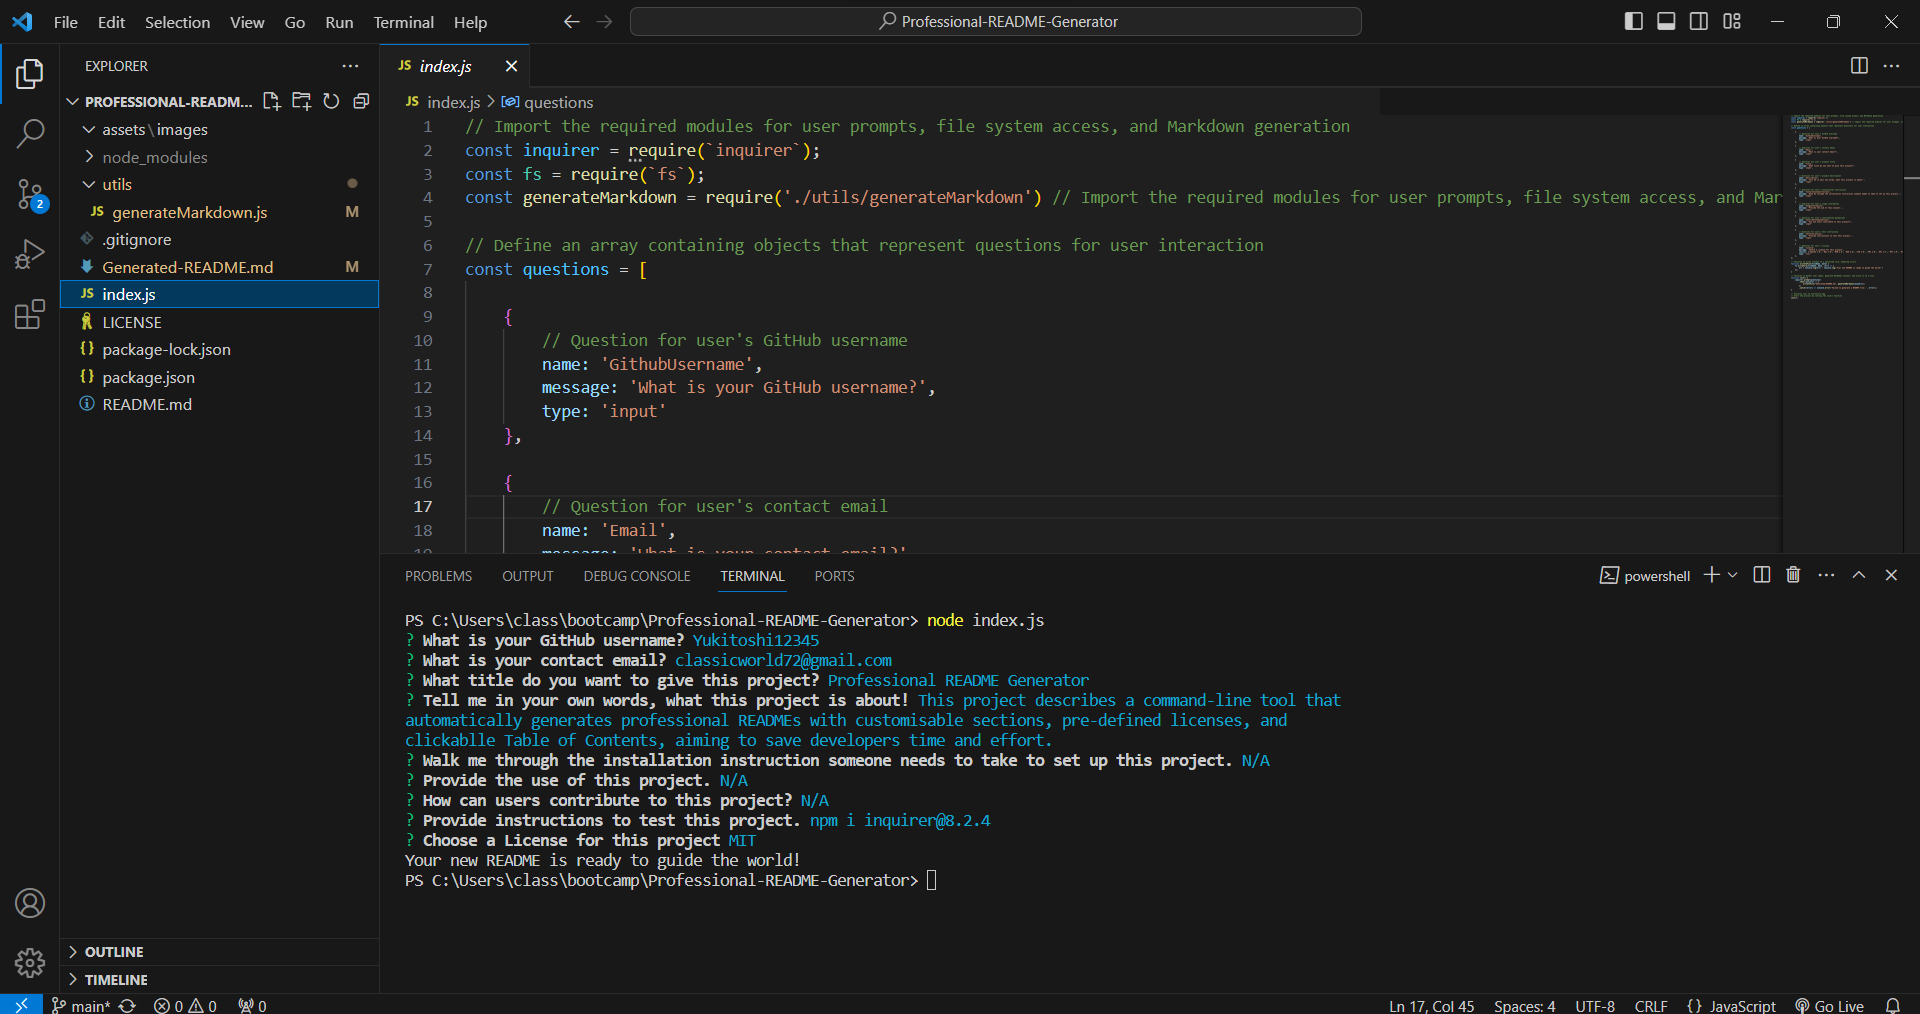 File Edit Selection View Go Run Terminal Help
Professional-README-Generator
EXPLORER
PROFESSIONAL-READM...
assets\images
node_modules
utils
JS generateMarkdown.js M
.gitignore
Generated-README.md M
JS index.js
LICENSE
{} package-lock.json
{} package.json
README.md
2
OUTLINE
TIMELINE
JS index.js
JS index.js > questions
1 // Import the required modules for user prompts, file system access, and Markdown generation
2 const inquirer = require(`inquirer`);
3 const fs = require(`fs`);
4 const generateMarkdown = require('./utils/generateMarkdown') // Import the required modules for user prompts, file system access, and Mar
5
6 // Define an array containing objects that represent questions for user interaction
7 const questions = [
8
9 {
10 // Question for user's GitHub username
11 name: 'GithubUsername',
12 message: 'What is your GitHub username?',
13 type: 'input'
14 },
15
16 {
17 // Question for user's contact email
18 name: 'Email',
19 message: 'What is your contact email?'
PROBLEMS OUTPUT DEBUG CONSOLE TERMINAL PORTS
powershell
PS C:\Users\class\bootcamp\Professional-README-Generator> node index.js
? What is your GitHub username? Yukitoshi12345
? What is your contact email? classicworld72@gmail.com
? What title do you want to give this project? Professional README Generator
? Tell me in your own words, what this project is about! This project describes a command-line tool that
automatically generates professional READMEs with customisable sections, pre-defined licenses, and
clickablle Table of Contents, aiming to save developers time and effort.
? Walk me through the installation instruction someone needs to take to set up this project. N/A
? Provide the use of this project. N/A
? How can users contribute to this project? N/A
? Provide instructions to test this project. npm i inquirer@8.2.4
? Choose a License for this project MIT
Your new README is ready to guide the world!
PS C:\Users\class\bootcamp\Professional-README-Generator>
main* 0 0 0
Ln 17, Col 45 Spaces: 4 UTF-8 CRLF {} JavaScript Go Live